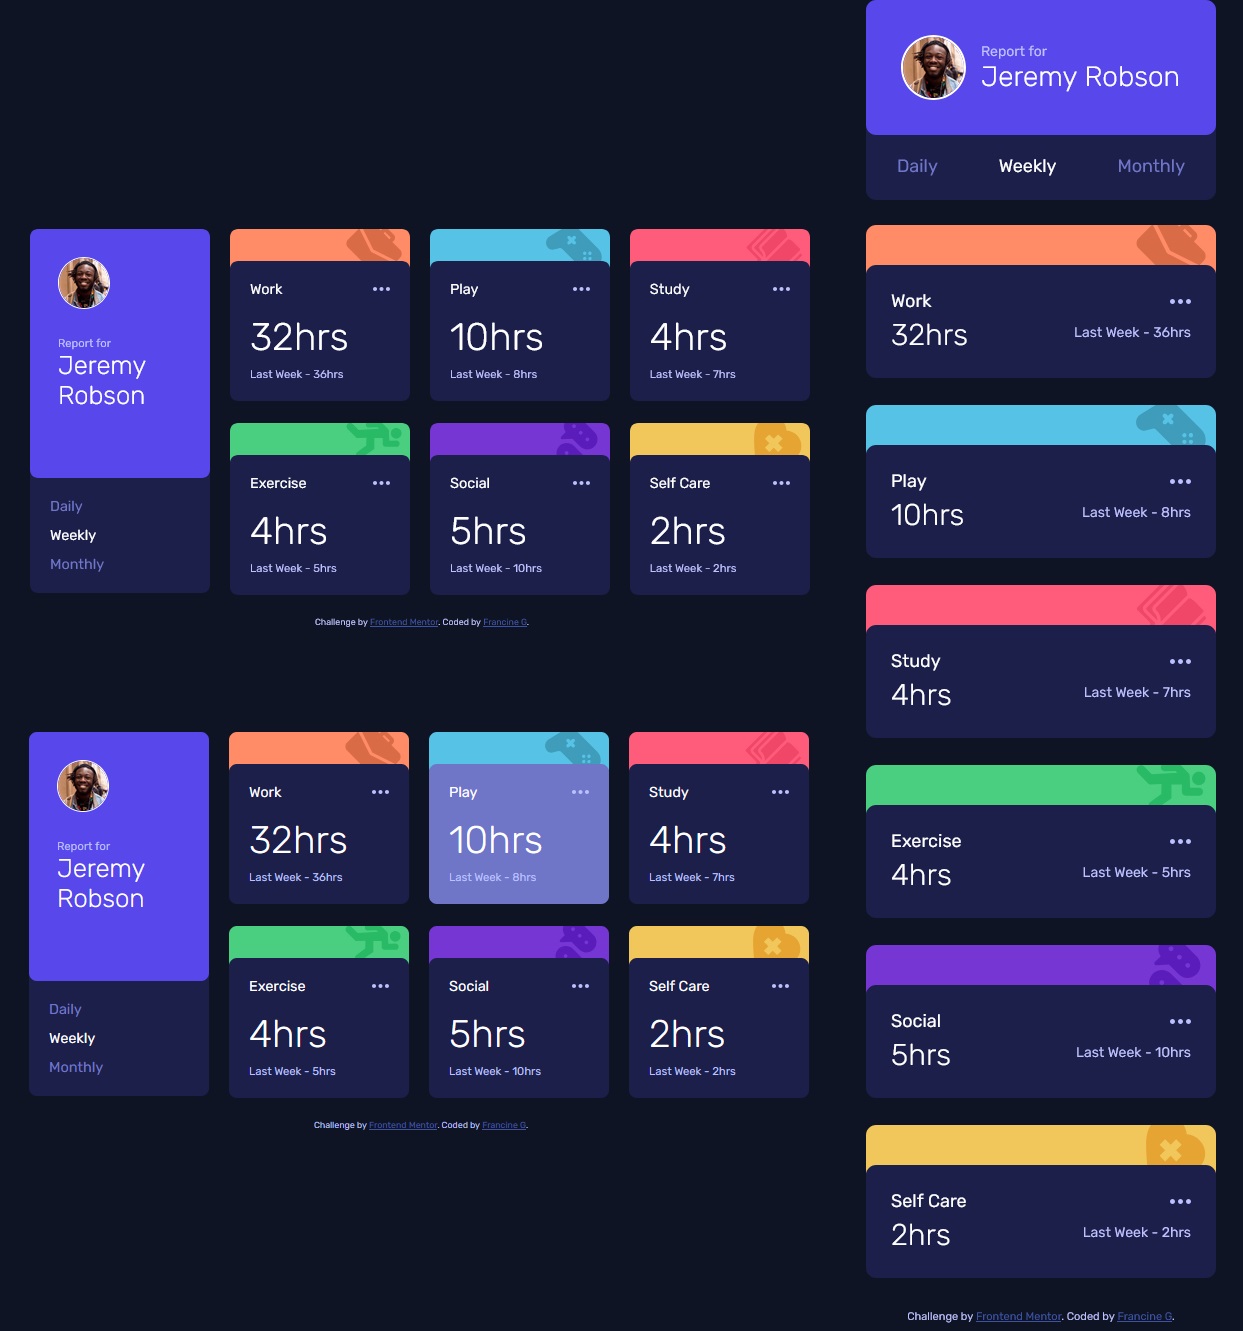 Report for
Jeremy
Robson
Daily
Weekly
Monthly
Work
32hrs
Last Week - 36hrs
Play
10hrs
Last Week - 8hrs
Study
4hrs
Last Week - 7hrs
Exercise
4hrs
Last Week - 5hrs
Social
5hrs
Last Week - 10hrs
Self Care
2hrs
Last Week - 2hrs
Challenge by Frontend Mentor. Coded by Francine G.
Report for
Jeremy
Robson
Daily
Weekly
Monthly
Work
32hrs
Last Week - 36hrs
Play
10hrs
Last Week - 8hrs
Study
4hrs
Last Week - 7hrs
Exercise
4hrs
Last Week - 5hrs
Social
5hrs
Last Week - 10hrs
Self Care
2hrs
Last Week - 2hrs
Challenge by Frontend Mentor. Coded by Francine G.
Report for
Jeremy Robson
Daily Weekly Monthly
Work
32hrs Last Week - 36hrs
Play
10hrs Last Week - 8hrs
Study
4hrs Last Week - 7hrs
Exercise
4hrs Last Week - 5hrs
Social
5hrs Last Week - 10hrs
Self Care
2hrs Last Week - 2hrs
Challenge by Frontend Mentor. Coded by Francine G.